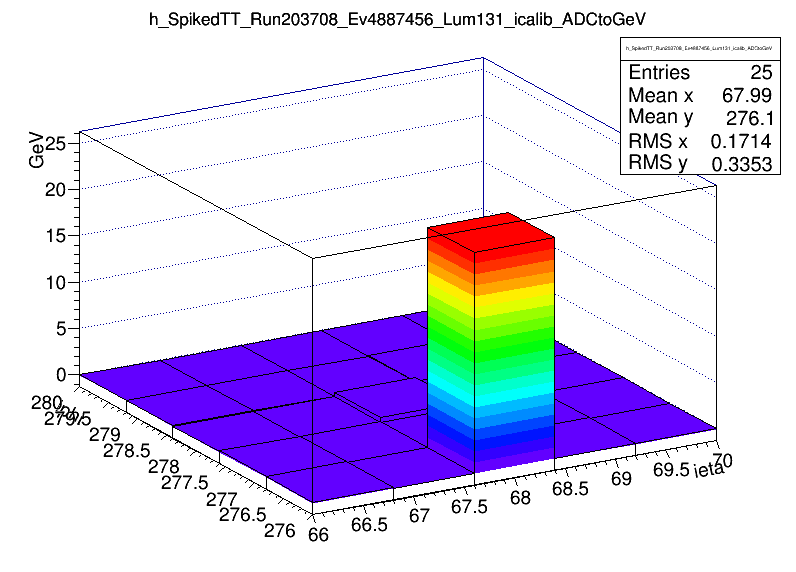 h_SpikedTT_Run203708_Ev4887456_Lum131_icalib_ADCtoGeV
h_SpikedTT_Run203708_Ev4887456_Lum131_icalib_ADCtoGeV
Entries 25
Mean x 67.99
Mean y 276.1
RMS x 0.1714
RMS y 0.3353
GeV
25
20
15
10
5
0
280
279.5
279
278.5
278
277.5
277
276.5
276
66
66.5
67
67.5
68
68.5
69
69.5
70
ieta